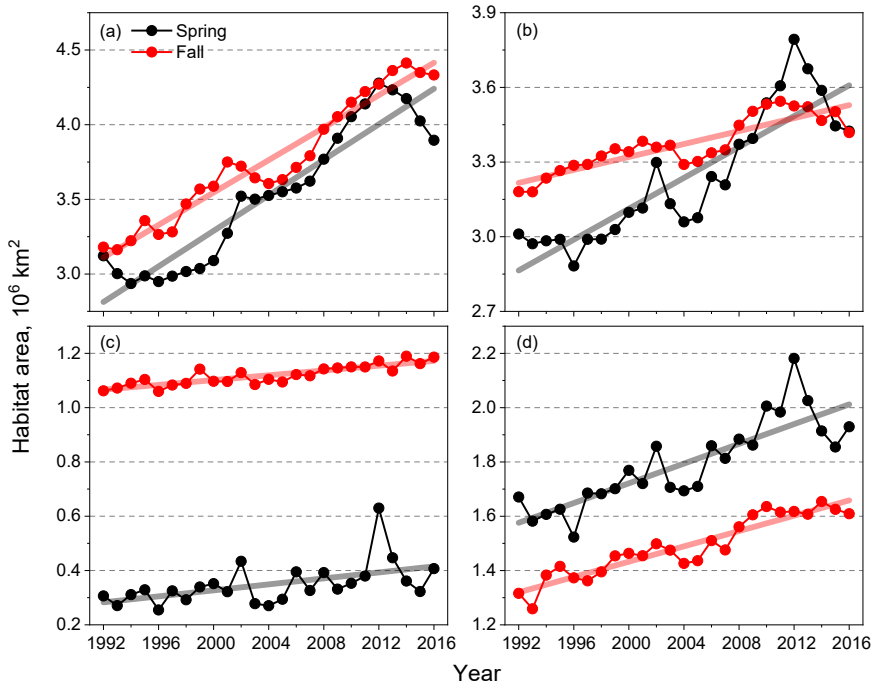 (a)
Spring
Fall
4.5
4.0
3.5
3.0
(b)
3.9
3.6
3.3
3.0
2.7
Habitat area, 10⁶ km²
(c)
1.2
1.0
0.8
0.6
0.4
0.2
1992 1996 2000 2004 2008 2012 2016
(d)
2.2
2.0
1.8
1.6
1.4
1.2
1992 1996 2000 2004 2008 2012 2016
Year